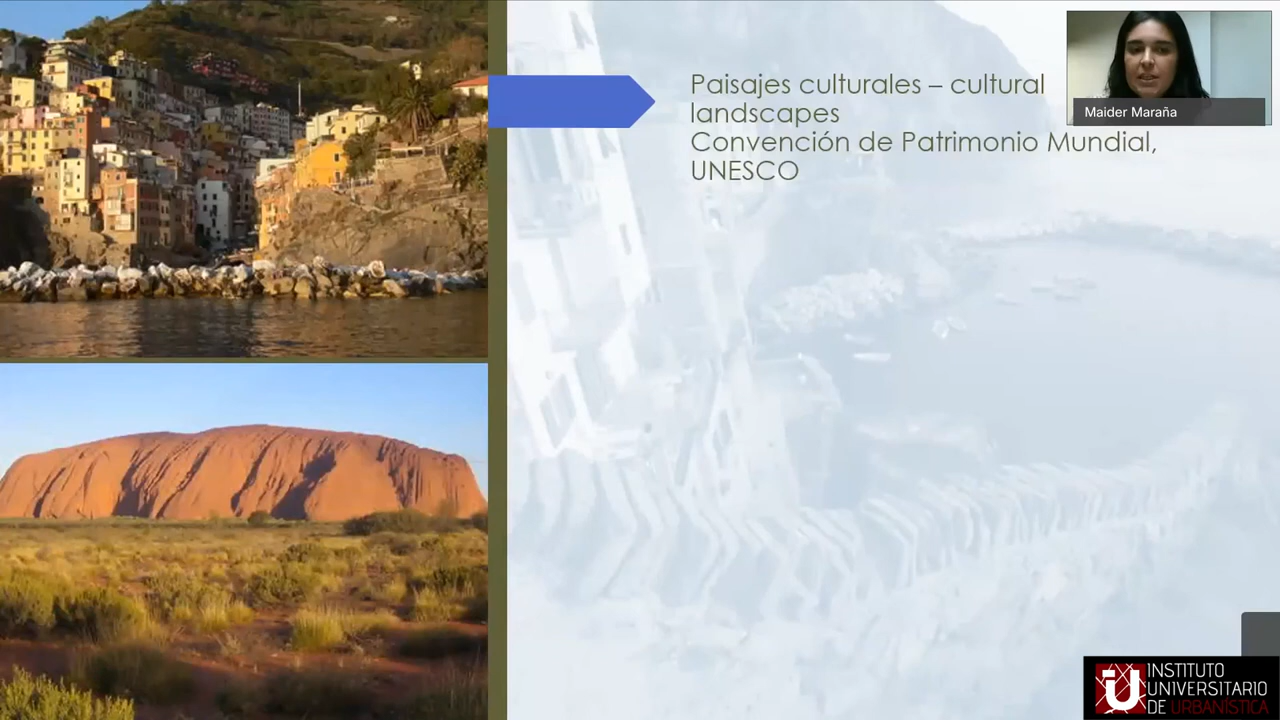 Paisajes culturales – cultural
landscapes
Convención de Patrimonio Mundial,
UNESCO
Maider Maraña
INSTITUTO
UNIVERSITARIO
DE URBANÍSTICA